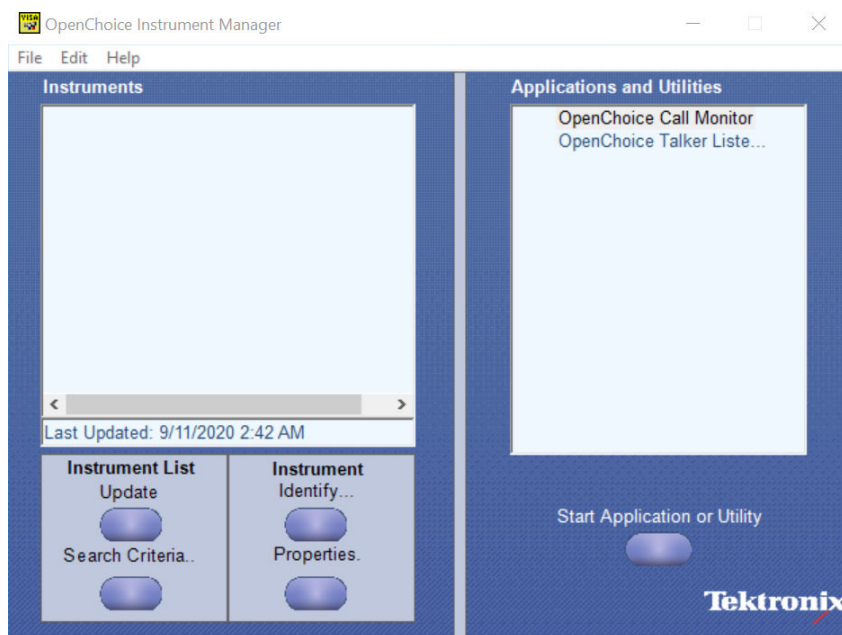 VISA
OpenChoice Instrument Manager
File Edit Help
Instruments
Last Updated: 9/11/2020 2:42 AM
Instrument List
Update
Search Criteria..
Instrument
Identify...
Properties.
Applications and Utilities
OpenChoice Call Monitor
OpenChoice Talker Liste...
Start Application or Utility
Tektronix